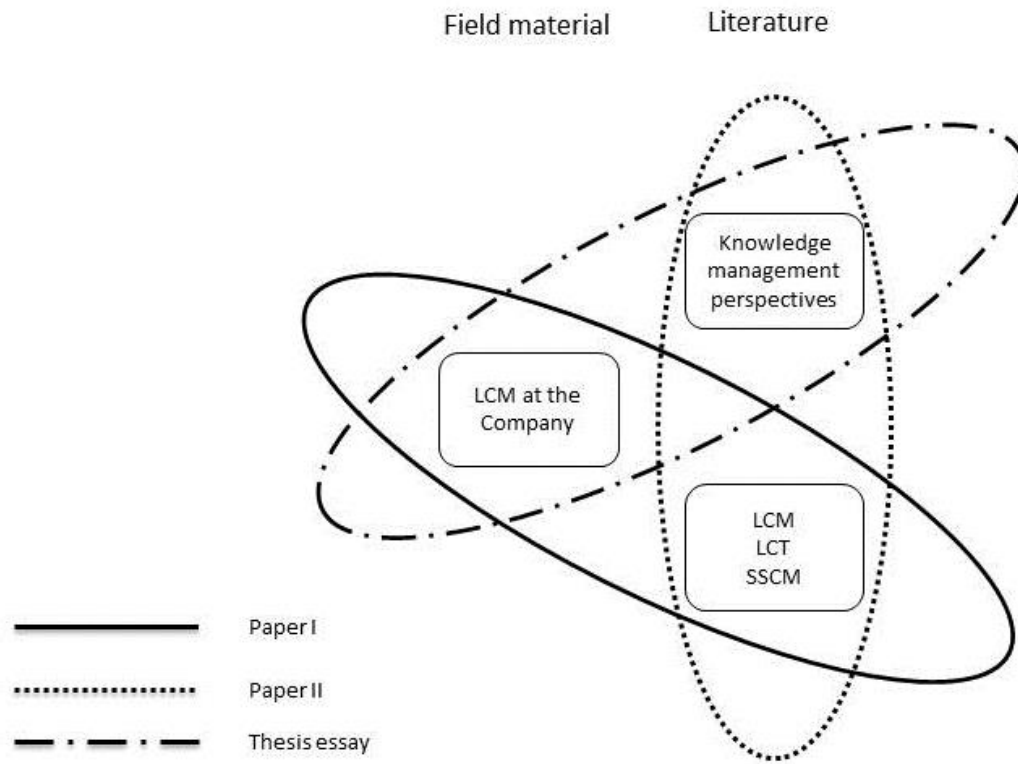 Field material
Literature
Knowledge
management
perspectives
LCM at the
Company
LCM
LCT
SSCM
Paper I
Paper II
Thesis essay